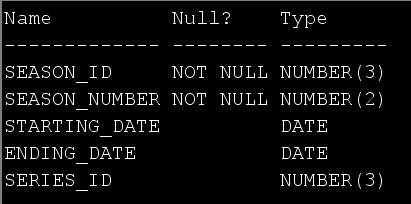 Name          Null?    Type
------------- -------- ---------
SEASON_ID     NOT NULL NUMBER(3)
SEASON_NUMBER NOT NULL NUMBER(2)
STARTING_DATE          DATE
ENDING_DATE            DATE
SERIES_ID              NUMBER(3)